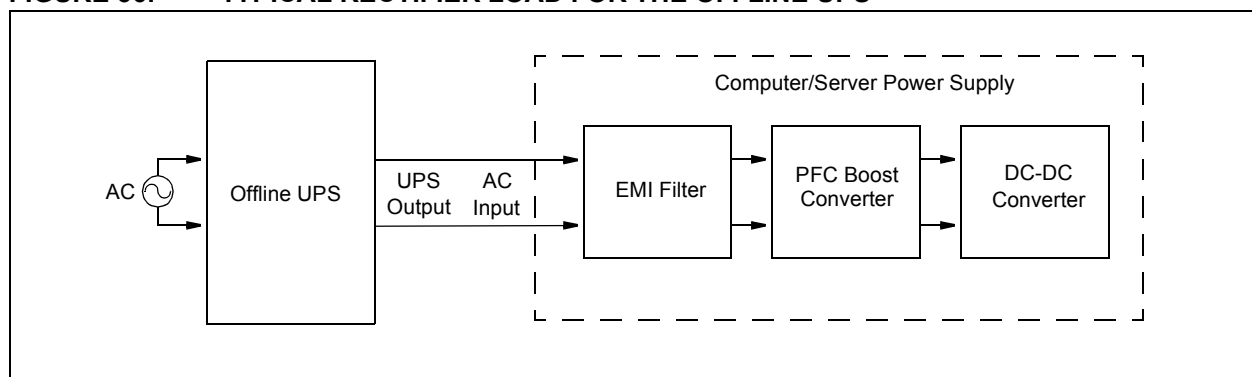 FIGURE TYPICAL RECTIFIER LOAD FOR THE OFFLINE UPS
Computer/Server Power Supply
AC
Offline UPS
UPS
Output
AC
Input
EMI Filter
PFC Boost
Converter
DC-DC
Converter